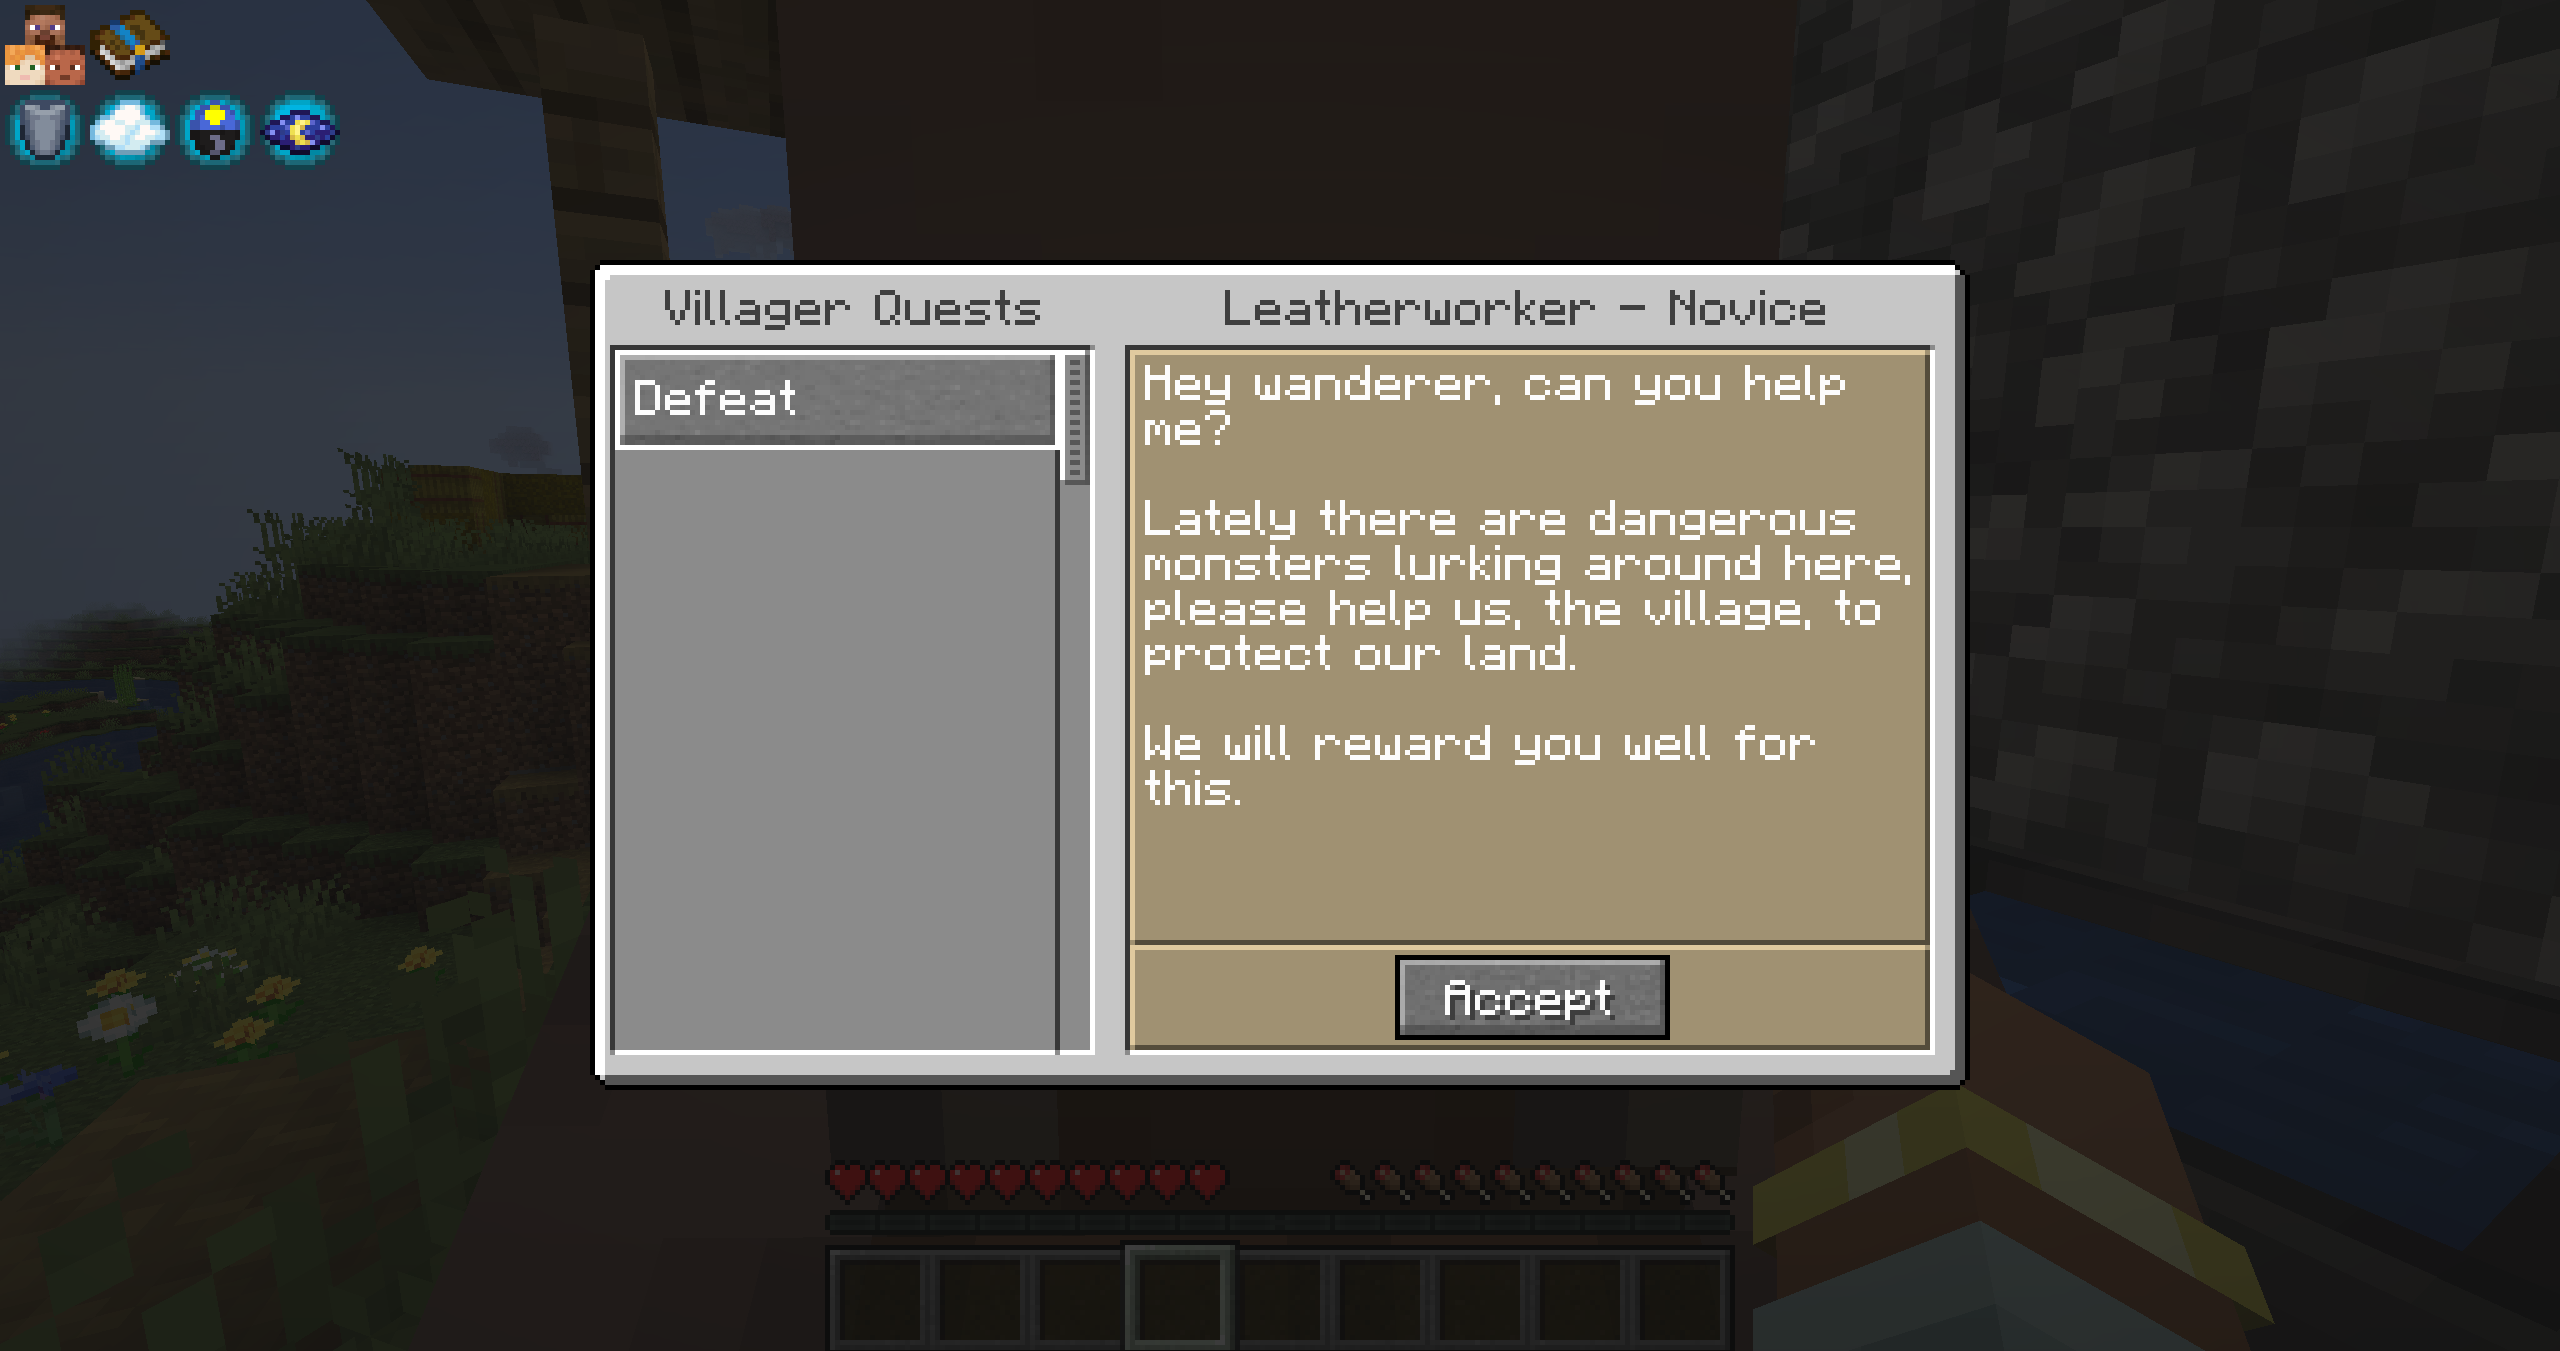 Villager Quests
Leatherworker - Novice
Defeat
Hey wanderer, can you help
me?
Lately there are dangerous
monsters lurking around here,
please help us, the village, to
protect our land.
We will reward you well for
this.
Accept